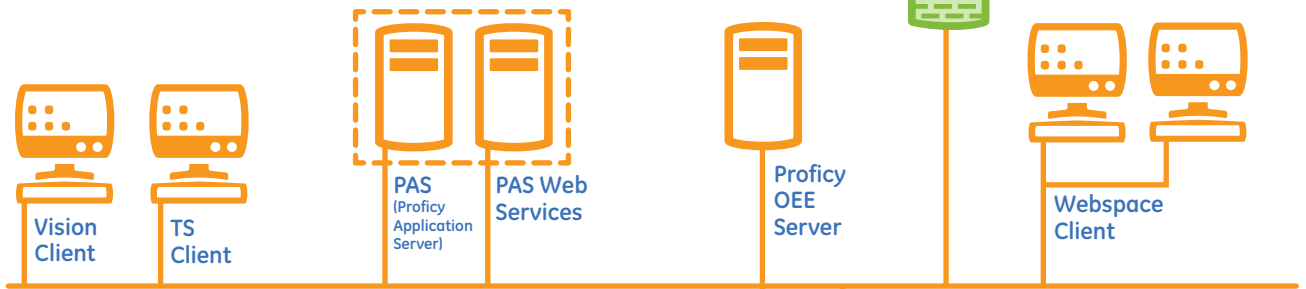 Vision
Client
TS
Client
PAS
(Proficy
Application
Server)
PAS Web
Services
Proficy
OEE
Server
Webspace
Client